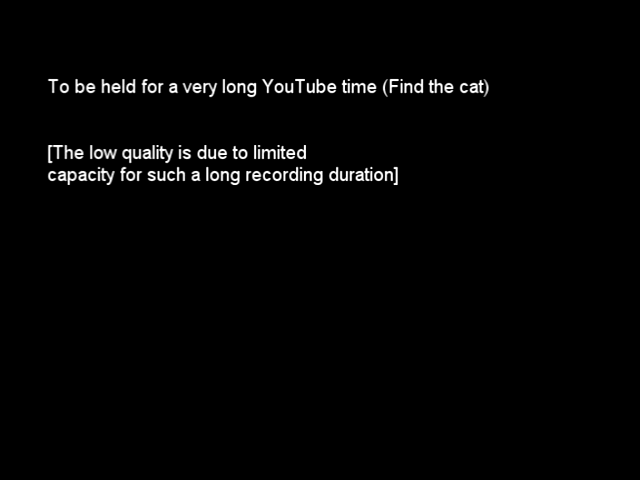 To be held for a very long YouTube time (Find the cat)
[The low quality is due to limited
capacity for such a long recording duration]